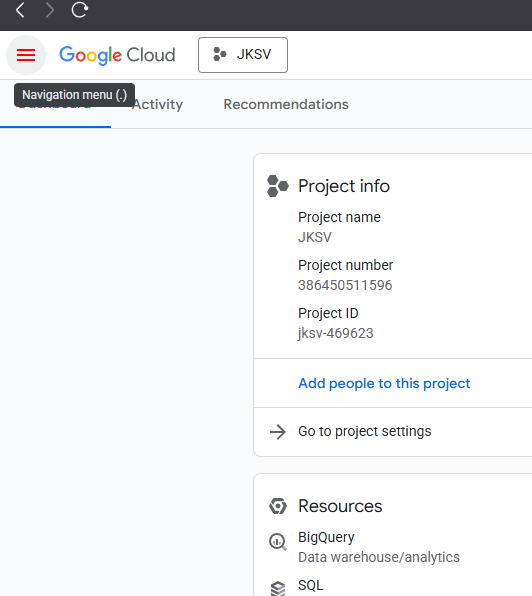 Google Cloud
JKSV
Navigation menu (.)
Activity
Recommendations
Project info
Project name
JKSV
Project number
386450511596
Project ID
jksv-469623
Add people to this project
Go to project settings
Resources
BigQuery
Data warehouse/analytics
SQL